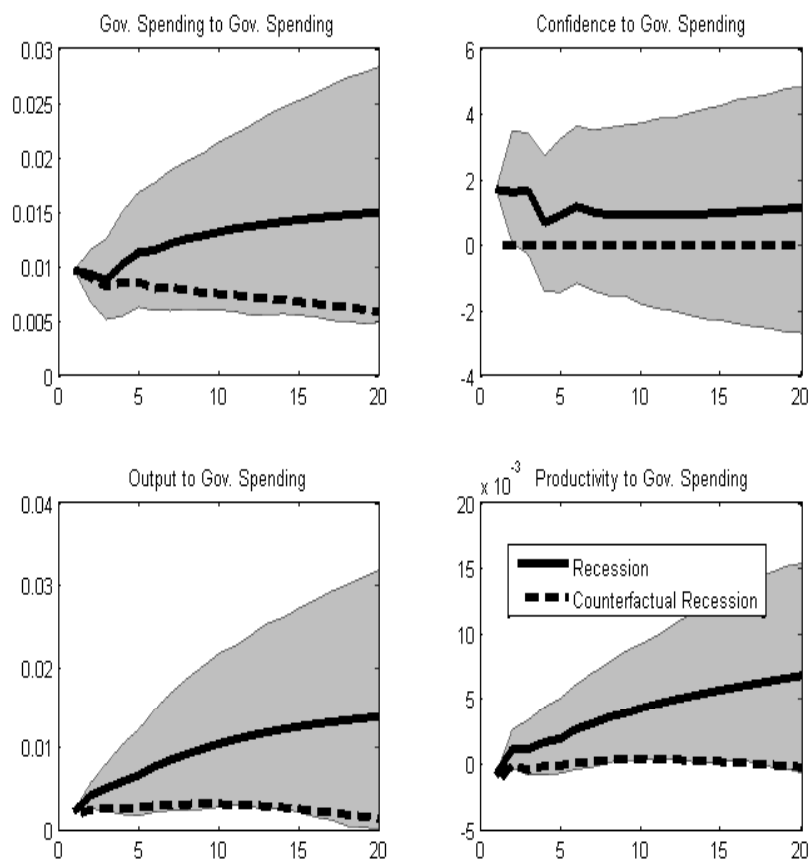 Gov. Spending to Gov. Spending
0.03
0.025
0.02
0.015
0.01
0.005
0
0 5 10 15 20
Confidence to Gov. Spending
6
4
2
0
-2
-4
0 5 10 15 20
Output to Gov. Spending
0.04
0.03
0.02
0.01
0
0 5 10 15 20
Productivity to Gov. Spending
x 10-3
20
15
10
5
0
-5
0 5 10 15 20
Recession
Counterfactual Recession